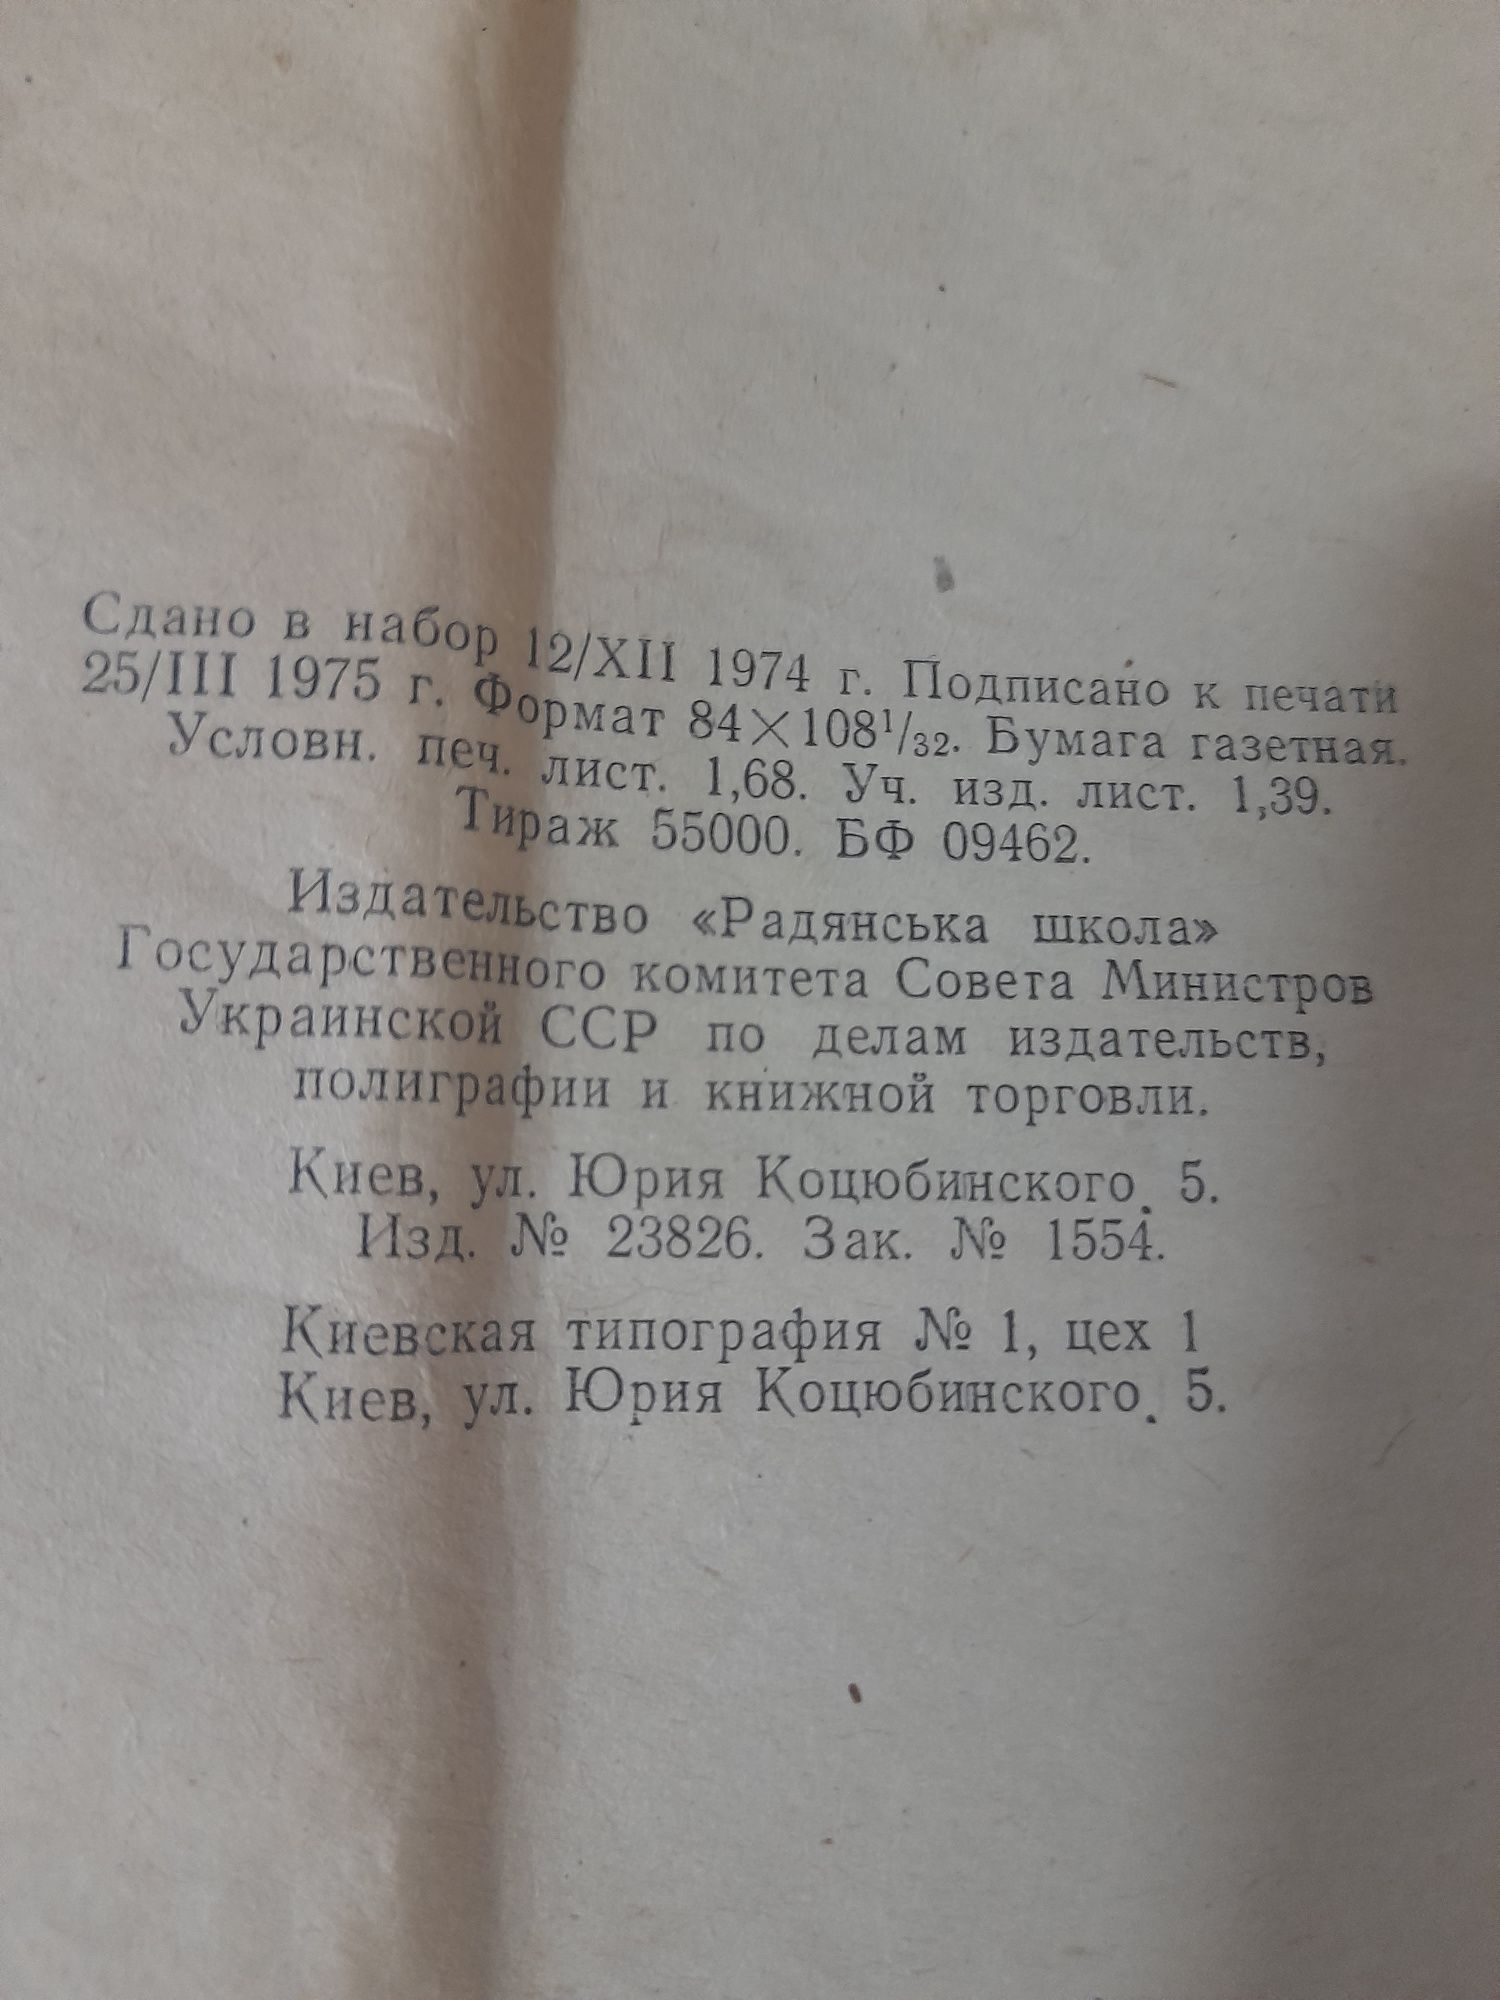 Сдано в набор 12/XII 1974 г. Подписано к печати
25/III 1975 г. Формат 84×108¹/₃₂. Бумага газетная.
Условн. печ. лист. 1,68. Уч. изд. лист. 1,39.
Тираж 55000. БФ 09462.
Издательство «Радянська школа»
Государственного комитета Совета Министров
Украинской ССР по делам издательств,
полиграфии и книжной торговли.
Киев, ул. Юрия Коцюбинского, 5.
Изд. № 23826. Зак. № 1554.
Киевская типография № 1, цех 1
Киев, ул. Юрия Коцюбинского, 5.